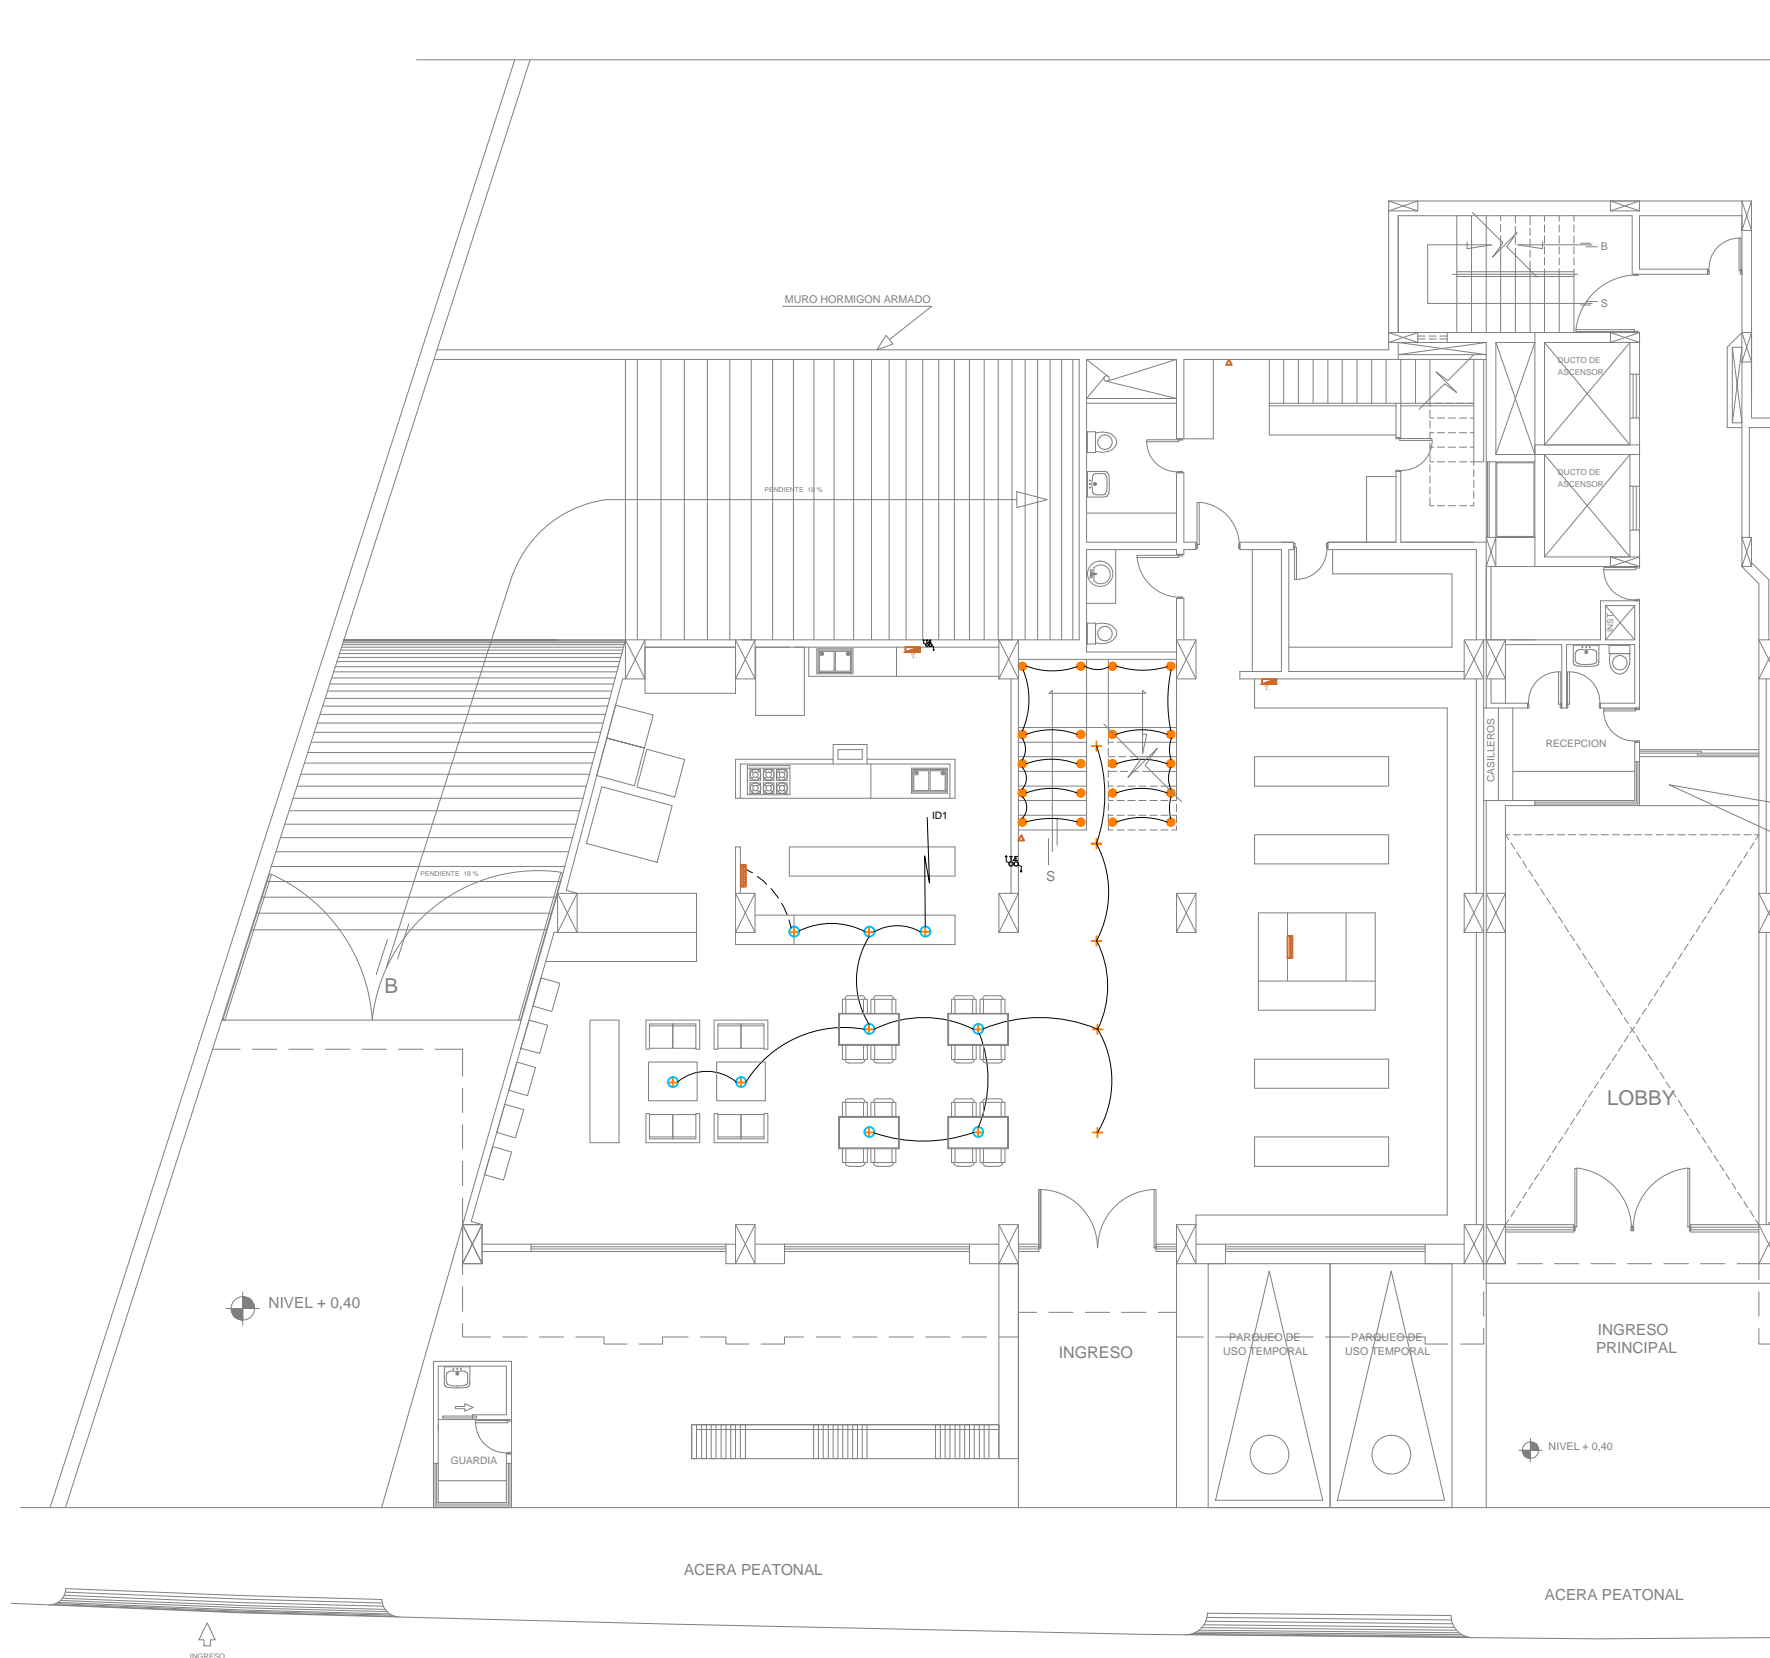 B
S
MURO HORMIGON ARMADO
DUCTO DE
ASCENSOR
DUCTO DE
ASCENSOR
PENDIENTE 18 %
INST.
CASILLEROS
RECEPCION
ID1
S
PENDIENTE 18 %
B
LOBBY
NIVEL + 0,40
INGRESO
PARQUEO DE
USO TEMPORAL
PARQUEO DE
USO TEMPORAL
INGRESO
PRINCIPAL
NIVEL + 0,40
GUARDIA
ACERA PEATONAL
ACERA PEATONAL
INGRESO